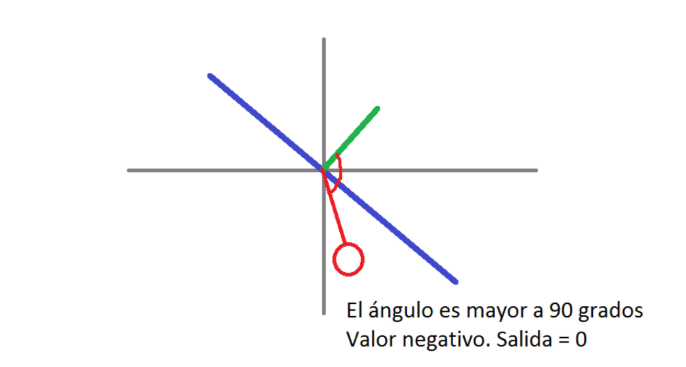 El ángulo es mayor a 90 grados
Valor negativo. Salida = 0